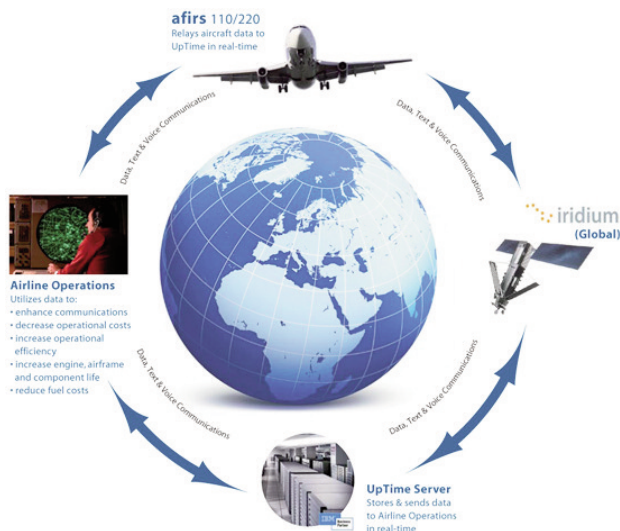 afirs 110/220
Relays aircraft data to
UpTime in real-time
Data, Text & Voice Communications
Data, Text & Voice Communications
iridium
(Global)
Airline Operations
Utilizes data to:
• enhance communications
• decrease operational costs
• increase operational
efficiency
• increase engine, airframe
and component life
• reduce fuel costs
Data, Text & Voice Communications
Data, Text & Voice Communications
UpTime Server
Stores & sends data
to Airline Operations
in real-time
IBM